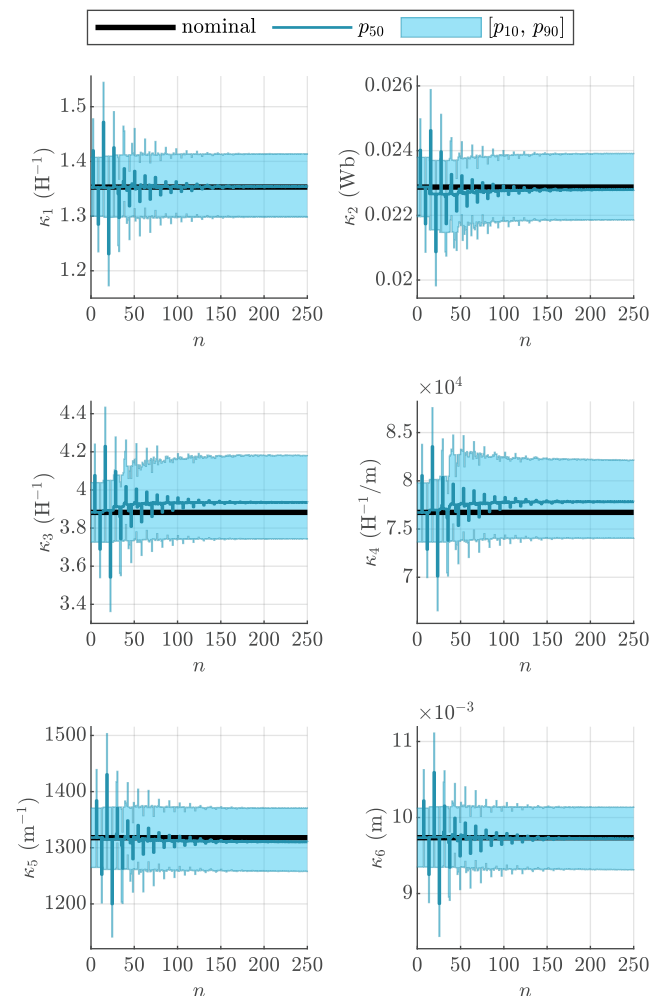 nominal p₅₀ [p₁₀, p₉₀]
κ₁ (H⁻¹)
1.5
1.4
1.3
1.2
0 50 100 150 200 250
n
κ₂ (Wb)
0.026
0.024
0.022
0.02
0 50 100 150 200 250
n
κ₃ (H⁻¹)
4.4
4.2
4
3.8
3.6
3.4
0 50 100 150 200 250
n
×10⁴
κ₄ (H⁻¹/m)
8.5
8
7.5
7
0 50 100 150 200 250
n
κ₅ (m⁻¹)
1500
1400
1300
1200
0 50 100 150 200 250
n
×10⁻³
κ₆ (m)
11
10
9
0 50 100 150 200 250
n